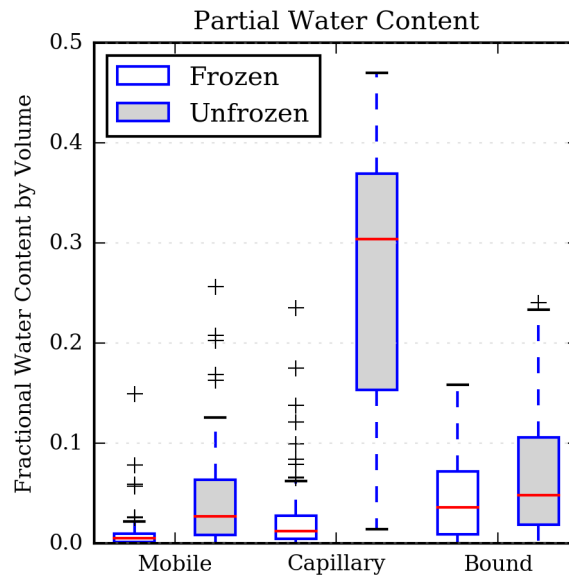 Partial Water Content
Fractional Water Content by Volume
0.5
0.4
0.3
0.2
0.1
0.0
Frozen
Unfrozen
Mobile Capillary Bound